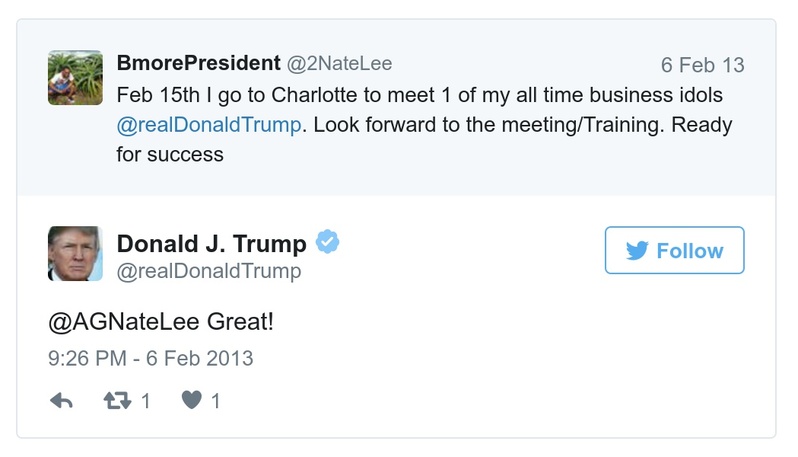 BmorePresident @2NateLee 6 Feb 13
Feb 15th I go to Charlotte to meet 1 of my all time business idols
@realDonaldTrump. Look forward to the meeting/Training. Ready
for success
Donald J. Trump
@realDonaldTrump
Follow
@AGNateLee Great!
9:26 PM - 6 Feb 2013
1 1